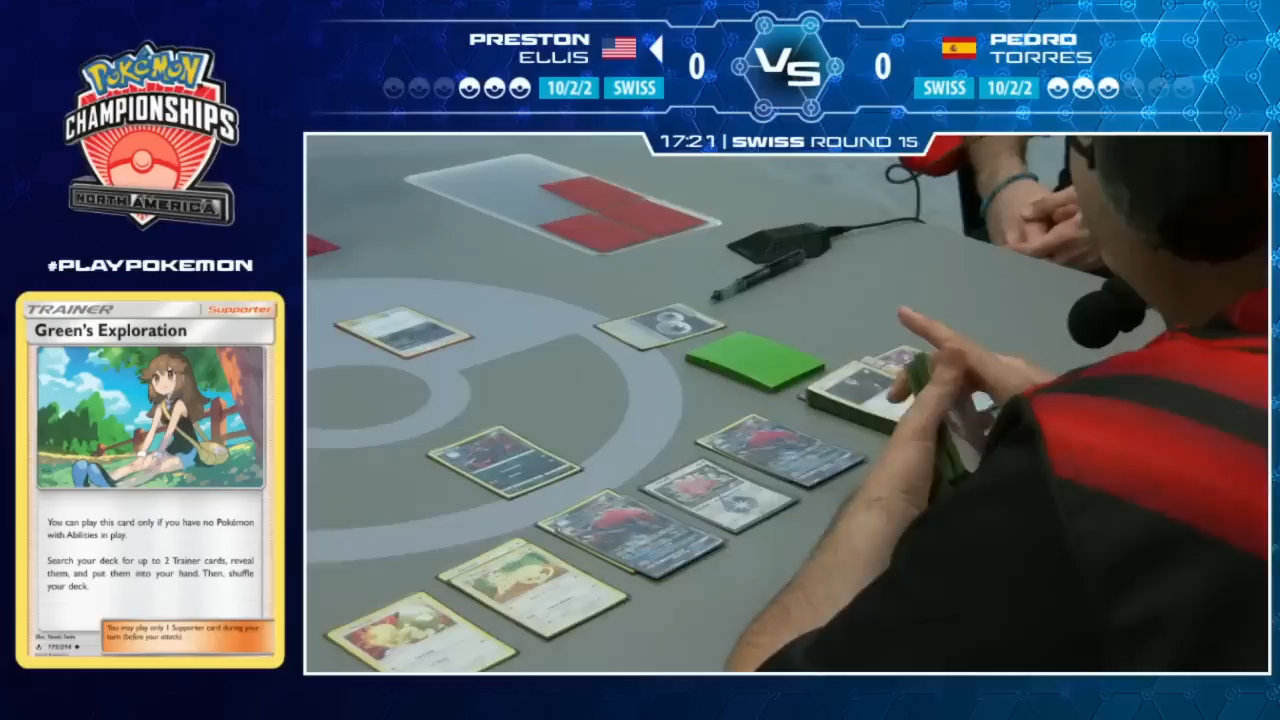 POKéMON
CHAMPIONSHIPS
NORTH AMERICA
#PLAYPOKEMON
PRESTON
ELLIS
0
VS
0
PEDRO
TORRES
10/2/2
SWISS
SWISS
10/2/2
17:21 | SWISS ROUND 15
TRAINER
Supporter
Green's Exploration
You can play this card only if you have no Pokémon
with Abilities in play.
Search your deck for up to 2 Trainer cards, reveal
them, and put them into your hand. Then, shuffle
your deck.
You may play only 1 Supporter card during your
turn (before your attack).
175/214